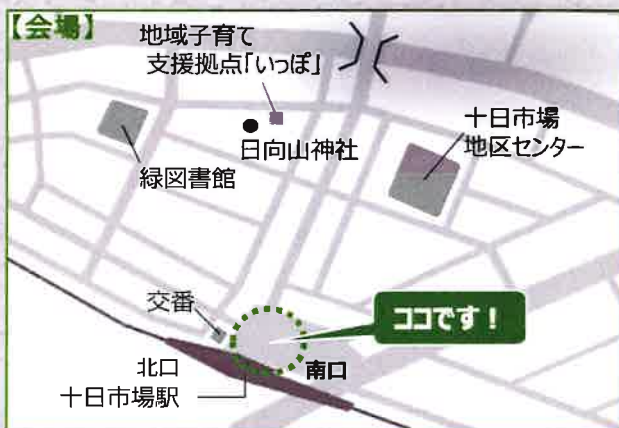 【会場】
地域子育て
支援拠点「いっぽ」
十日市場
地区センター
日向山神社
緑図書館
交番
ココです！
北口
南口
十日市場駅